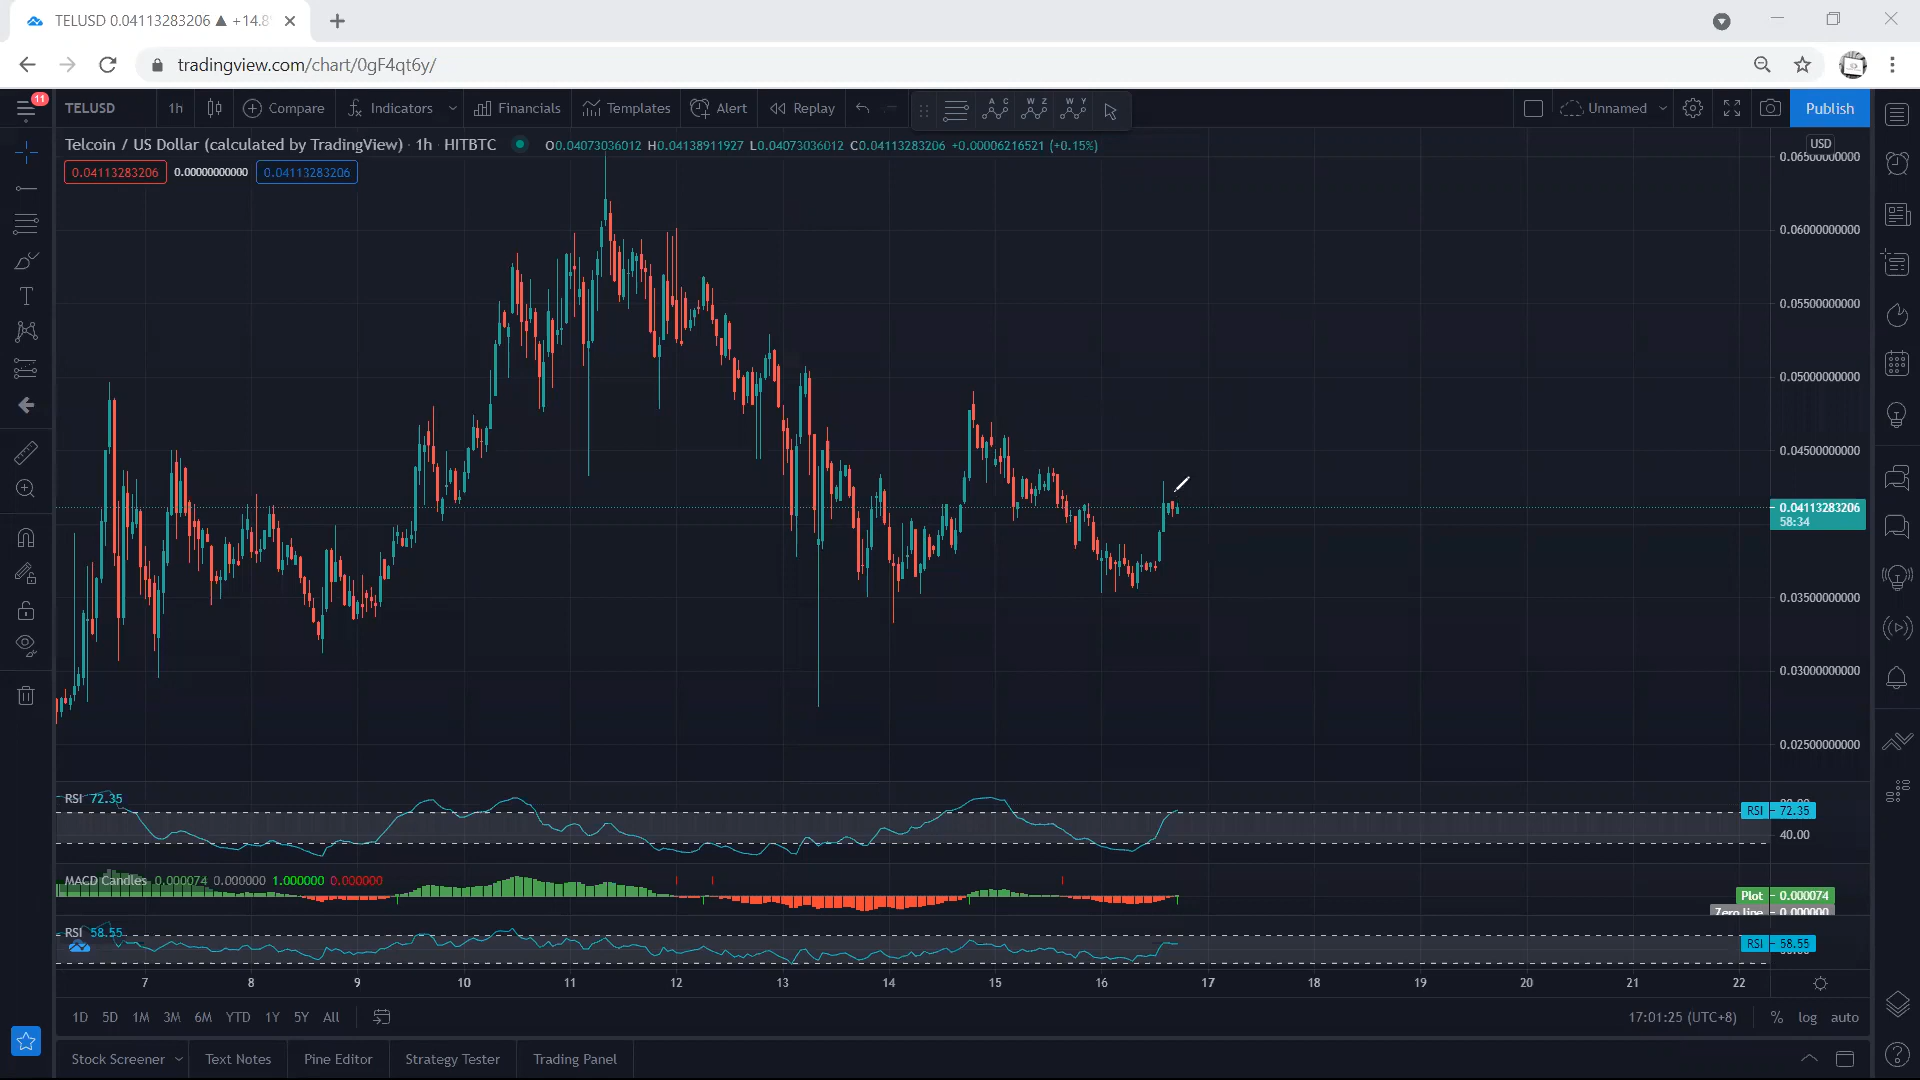 TELUSD 0.04113283206 ▲ +14.8
tradingview.com/chart/0gF4qt6y/
11
TELUSD 1h Compare Indicators Financials Templates Alert Replay A C W Z W Y Unnamed Publish
Telcoin / US Dollar (calculated by TradingView) · 1h · HITBTC O0.04073036012 H0.04138911927 L0.04073036012 C0.04113283206 +0.00006216521 (+0.15%)
USD
0.04113283206 0.00000000000 0.04113283206
T
0.06500000000
0.06000000000
0.05500000000
0.05000000000
0.04500000000
0.04113283206
58:34
0.03500000000
0.03000000000
0.02500000000
RSI 72.35
RSI 72.35
40.00
MACD Candles 0.000074 0.000000 1.000000 0.000000
Plot 0.000074
Zero line 0.000000
RSI 58.55
RSI 58.55
7 8 9 10 11 12 13 14 15 16 17 18 19 20 21 22
1D 5D 1M 3M 6M YTD 1Y 5Y All 17:01:25 (UTC+8) % log auto
Stock Screener Text Notes Pine Editor Strategy Tester Trading Panel